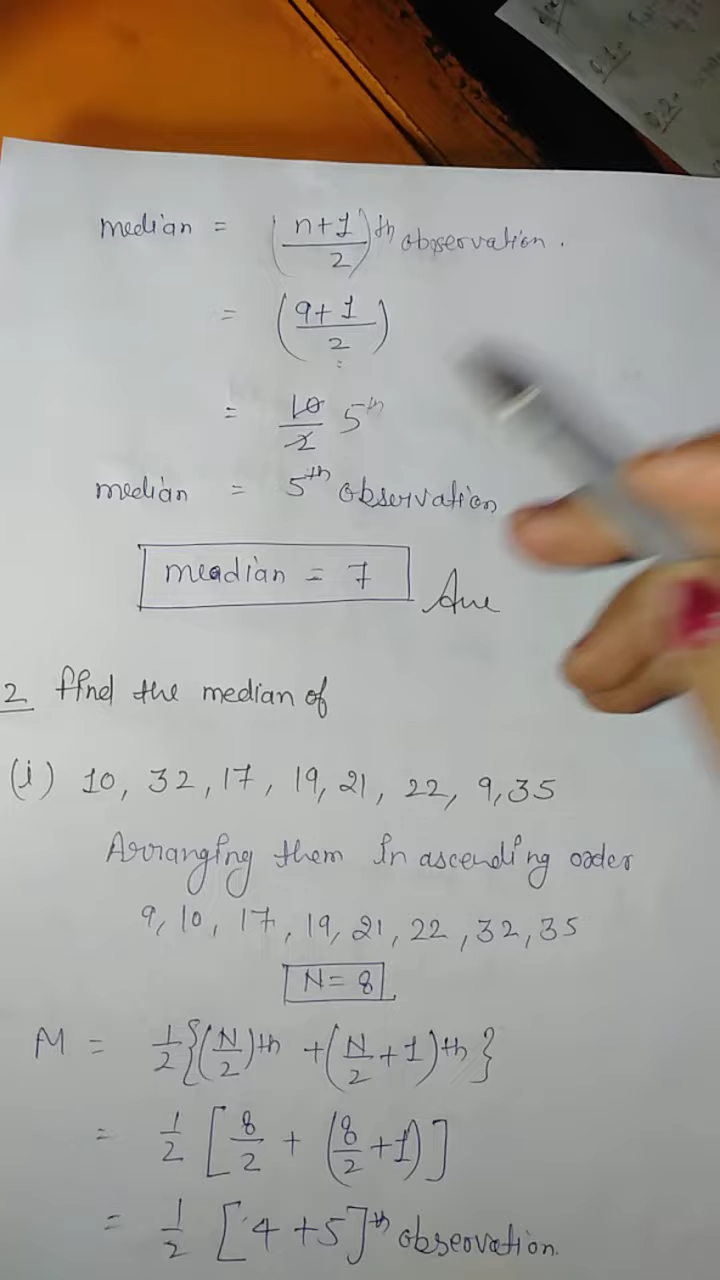 median = (n+1/2)th observation.
= (9+1/2)
= 10/2 5th
median = 5th observation
meadian = 7 Ans
2 find the median of
(i) 10, 32, 17, 19, 21, 22, 9, 35
Arranging them in ascending order
9, 10, 17, 19, 21, 22, 32, 35
N = 8
M = 1/2{(N/2)th + (N/2+1)th}
= 1/2 [8/2 + (8/2+1)]
= 1/2 [4 + 5]th observation.